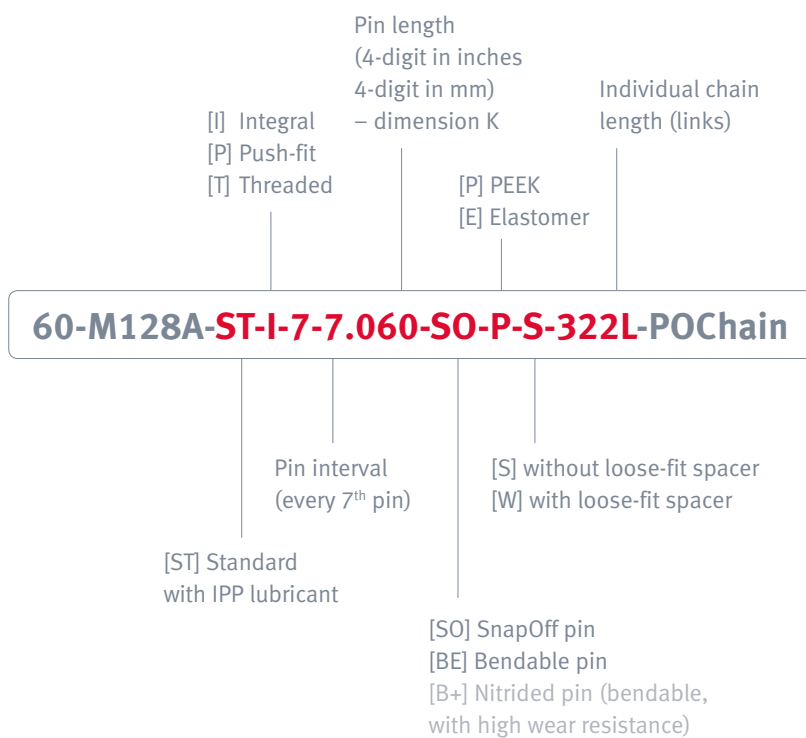 Pin length
(4-digit in inches
4-digit in mm)
– dimension K
Individual chain
length (links)
[I] Integral
[P] Push-fit
[T] Threaded
[P] PEEK
[E] Elastomer
60-M128A-ST-I-7-7.060-SO-P-S-322L-POChain
Pin interval
(every 7th pin)
[S] without loose-fit spacer
[W] with loose-fit spacer
[ST] Standard
with IPP lubricant
[SO] SnapOff pin
[BE] Bendable pin
[B+] Nitrided pin (bendable,
with high wear resistance)